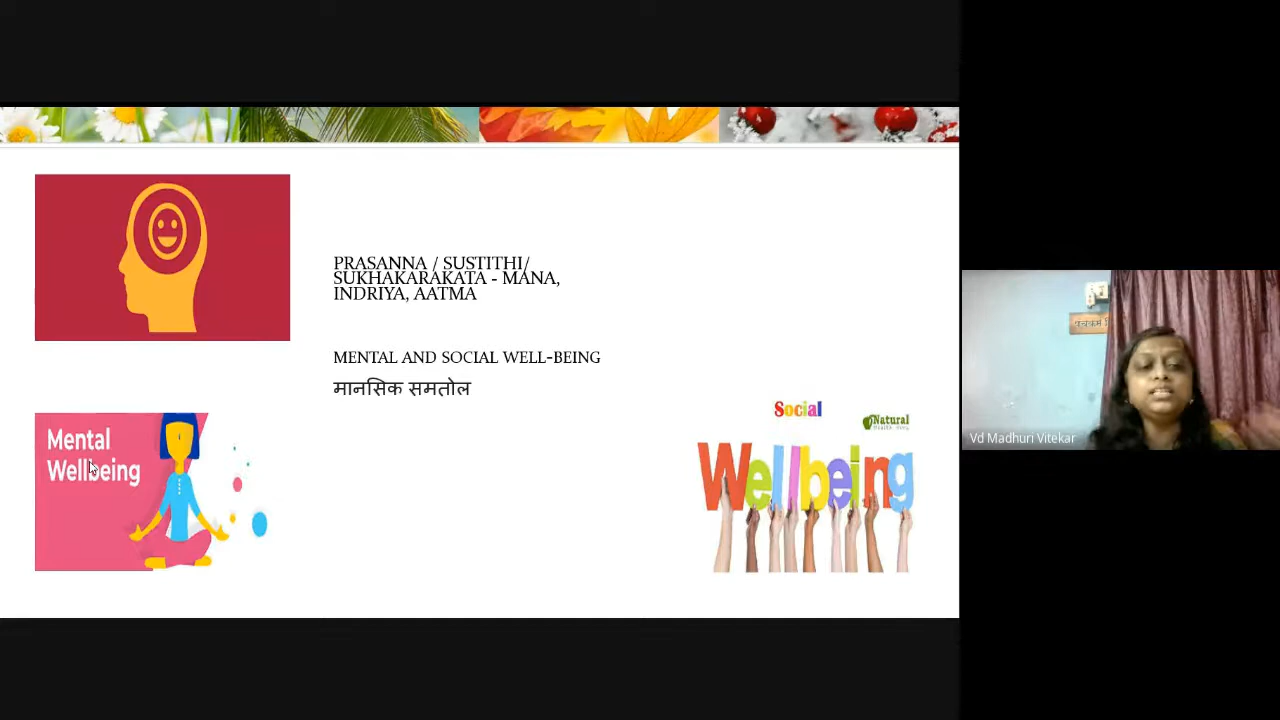 PRASANNA / SUSTITHI/
SUKHAKARAKATA - MANA,
INDRIYA, AATMA
MENTAL AND SOCIAL WELL-BEING
मानसिक समतोल
Mental
Wellbeing
Social
Natural
Wellbeing
Vd Madhuri Vitekar